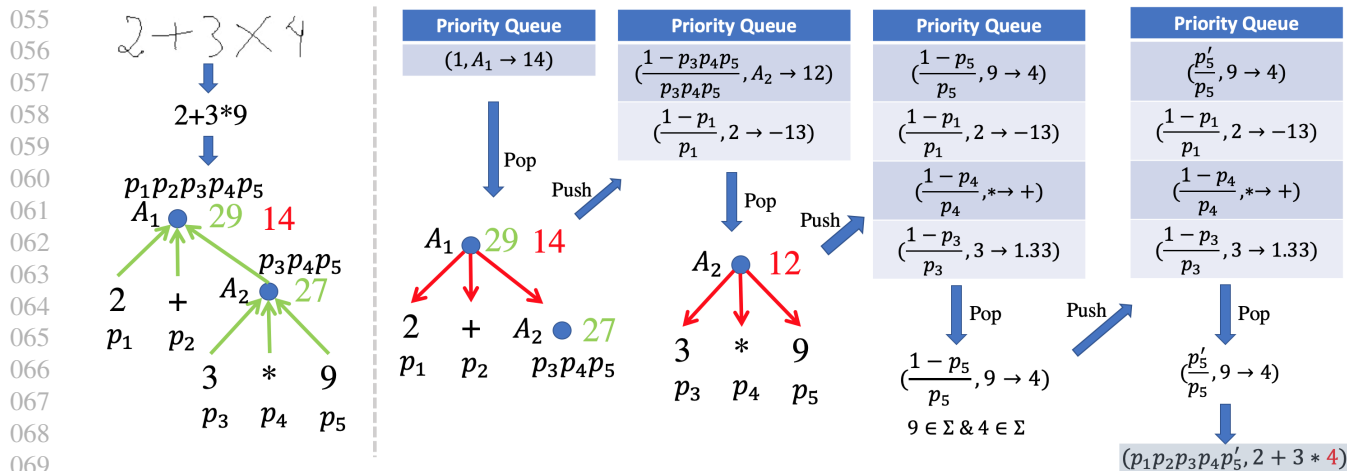 055
056
057
058
059
060
061
062
063
064
065
066
067
068
069
2+3×4
2+3*9
p₁p₂p₃p₄p₅
A₁ 29 14
p₃p₄p₅
A₂ 27
2 +
p₁ p₂
3 * 9
p₃ p₄ p₅
Priority Queue
(1, A₁ → 14)
Pop
Push
A₁ 29 14
2 + A₂ 27
p₁ p₂ p₃p₄p₅
Priority Queue
(1 − p₃p₄p₅ / p₃p₄p₅, A₂ → 12)
(1 − p₁ / p₁, 2 → −13)
Pop
Push
A₂ 12
3 * 9
p₃ p₄ p₅
Priority Queue
(1 − p₅ / p₅, 9 → 4)
(1 − p₁ / p₁, 2 → −13)
(1 − p₄ / p₄, *→ +)
(1 − p₃ / p₃, 3 → 1.33)
Pop
Push
(1 − p₅ / p₅, 9 → 4)
9 ∈ Σ & 4 ∈ Σ
Priority Queue
(p₅′ / p₅, 9 → 4)
(1 − p₁ / p₁, 2 → −13)
(1 − p₄ / p₄, *→ +)
(1 − p₃ / p₃, 3 → 1.33)
Pop
(p₅′ / p₅, 9 → 4)
(p₁p₂p₃p₄p₅′, 2 + 3 * 4)